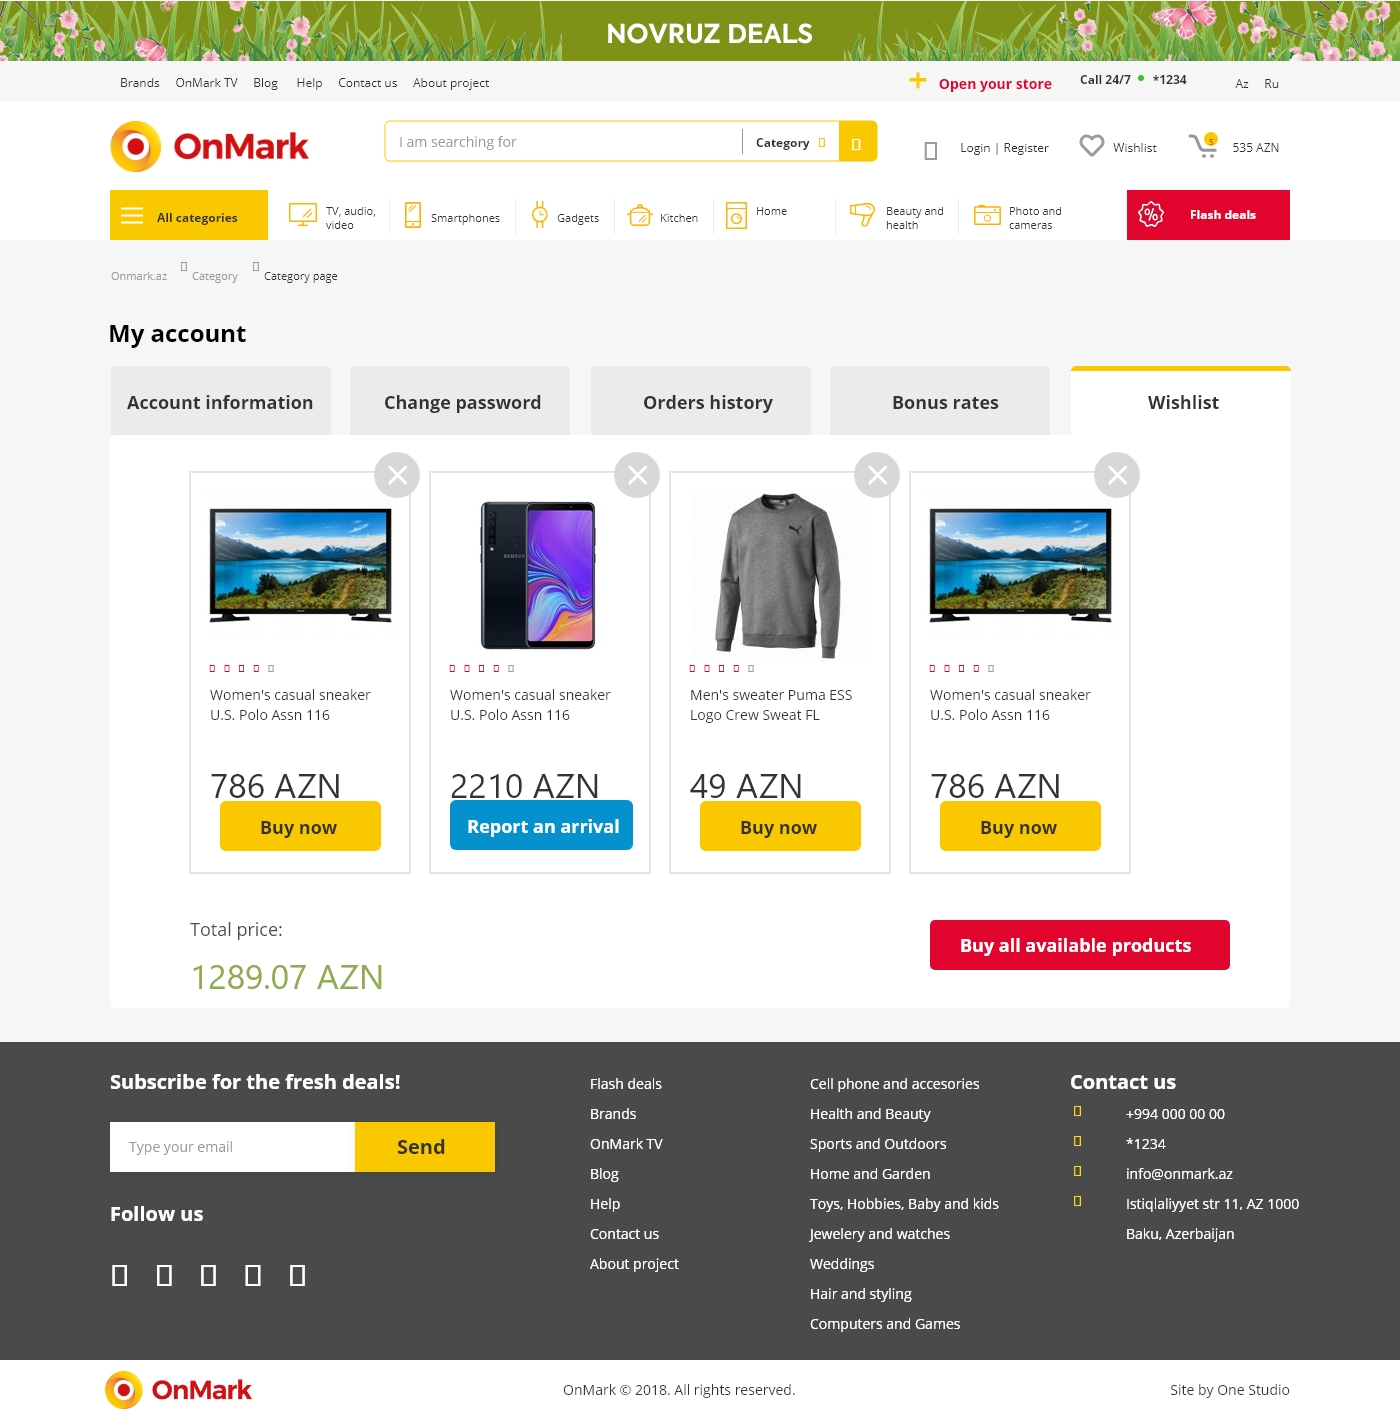 NOVRUZ DEALS
Brands OnMark TV Blog Help Contact us About project
Open your store
Call 24/7 *1234
Az Ru
OnMark
I am searching for
Category
Login | Register
Wishlist
5
535 AZN
All categories
TV, audio,
video
Smartphones
Gadgets
Kitchen
Home
Beauty and
health
Photo and
cameras
Flash deals
Onmark.az Category Category page
My account
Account information
Change password
Orders history
Bonus rates
Wishlist
Women's casual sneaker
U.S. Polo Assn 116
786 AZN
Buy now
SAMSUNG
Women's casual sneaker
U.S. Polo Assn 116
2210 AZN
Report an arrival
Men's sweater Puma ESS
Logo Crew Sweat FL
49 AZN
Buy now
Women's casual sneaker
U.S. Polo Assn 116
786 AZN
Buy now
Total price:
1289.07 AZN
Buy all available products
Subscribe for the fresh deals!
Type your email
Send
Follow us
Flash deals
Brands
OnMark TV
Blog
Help
Contact us
About project
Cell phone and accesories
Health and Beauty
Sports and Outdoors
Home and Garden
Toys, Hobbies, Baby and kids
Jewelery and watches
Weddings
Hair and styling
Computers and Games
Contact us
+994 000 00 00
*1234
info@onmark.az
Istiqlaliyyet str 11, AZ 1000
Baku, Azerbaijan
OnMark
OnMark © 2018. All rights reserved.
Site by One Studio